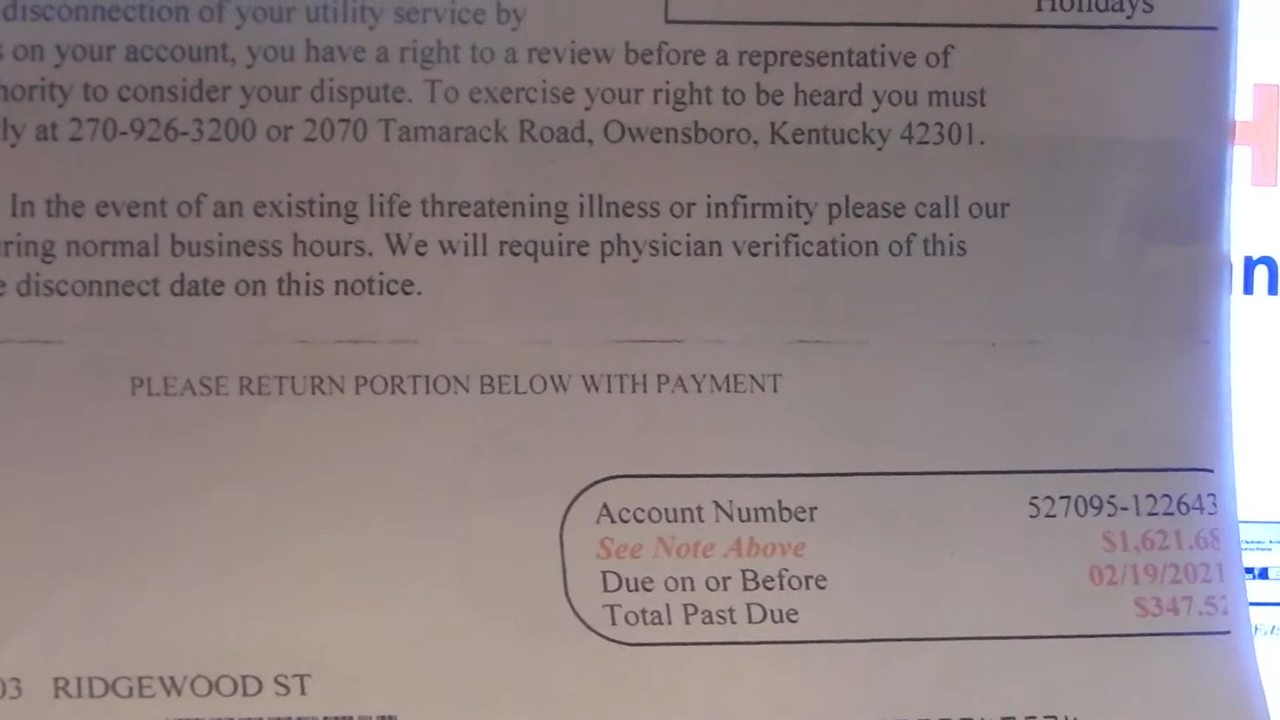 disconnection of your utility service by
Holidays
on your account, you have a right to a review before a representative of
hority to consider your dispute. To exercise your right to be heard you must
ly at 270-926-3200 or 2070 Tamarack Road, Owensboro, Kentucky 42301.
In the event of an existing life threatening illness or infirmity please call our
ring normal business hours. We will require physician verification of this
e disconnect date on this notice.
PLEASE RETURN PORTION BELOW WITH PAYMENT
Account Number 527095-122643
See Note Above $1,621.68
Due on or Before 02/19/2021
Total Past Due $347.52
03 RIDGEWOOD ST
H
n